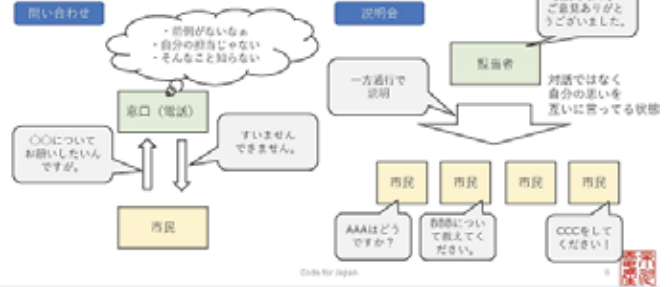 問い合わせ
・前例がないなぁ
・自分の担当じゃない
・そんなこと知らない
窓口（電話）
〇〇について
お願いしたいん
ですが。
すいません
できません。
市民
説明会
ご意見ありがと
うございました。
担当者
一方通行で
説明
対話ではなく
自分の思いを
互いに言ってる状態
市民
市民
市民
市民
AAAはどう
ですか？
BBBについ
て教えてく
ださい。
CCCをして
ください！
Code for Japan